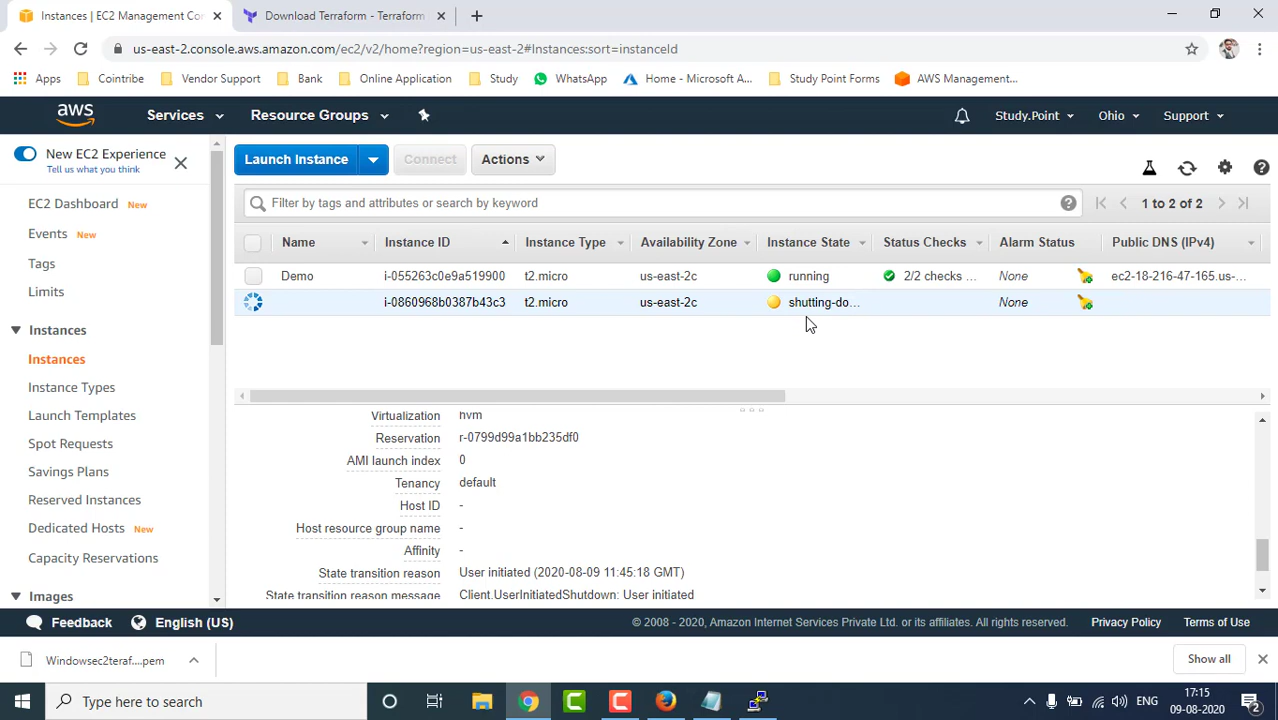 Instances | EC2 Management Con
Download Terraform - Terraform
us-east-2.console.aws.amazon.com/ec2/v2/home?region=us-east-2#Instances:sort=instanceId
Apps
Cointribe
Vendor Support
Bank
Online Application
Study
WhatsApp
Home - Microsoft A...
Study Point Forms
AWS Management...
aws
Services
Resource Groups
Study.Point
Ohio
Support
New EC2 Experience
Tell us what you think
EC2 Dashboard New
Events New
Tags
Limits
Instances
Instances
Instance Types
Launch Templates
Spot Requests
Savings Plans
Reserved Instances
Dedicated Hosts New
Capacity Reservations
Images
Launch Instance
Connect
Actions
Filter by tags and attributes or search by keyword
1 to 2 of 2
Name Instance ID Instance Type Availability Zone Instance State Status Checks Alarm Status Public DNS (IPv4)
Demo i-055263c0e9a519900 t2.micro us-east-2c running 2/2 checks ... None ec2-18-216-47-165.us-...
i-0860968b0387b43c3 t2.micro us-east-2c shutting-do... None
Virtualization hvm
Reservation r-0799d99a1bb235df0
AMI launch index 0
Tenancy default
Host ID -
Host resource group name -
Affinity -
State transition reason User initiated (2020-08-09 11:45:18 GMT)
State transition reason message Client.UserInitiatedShutdown: User initiated
Feedback
English (US)
© 2008 - 2020, Amazon Internet Services Private Ltd. or its affiliates. All rights reserved.
Privacy Policy
Terms of Use
Windowsec2teraf....pem
Show all
Type here to search
ENG
17:15
09-08-2020
2